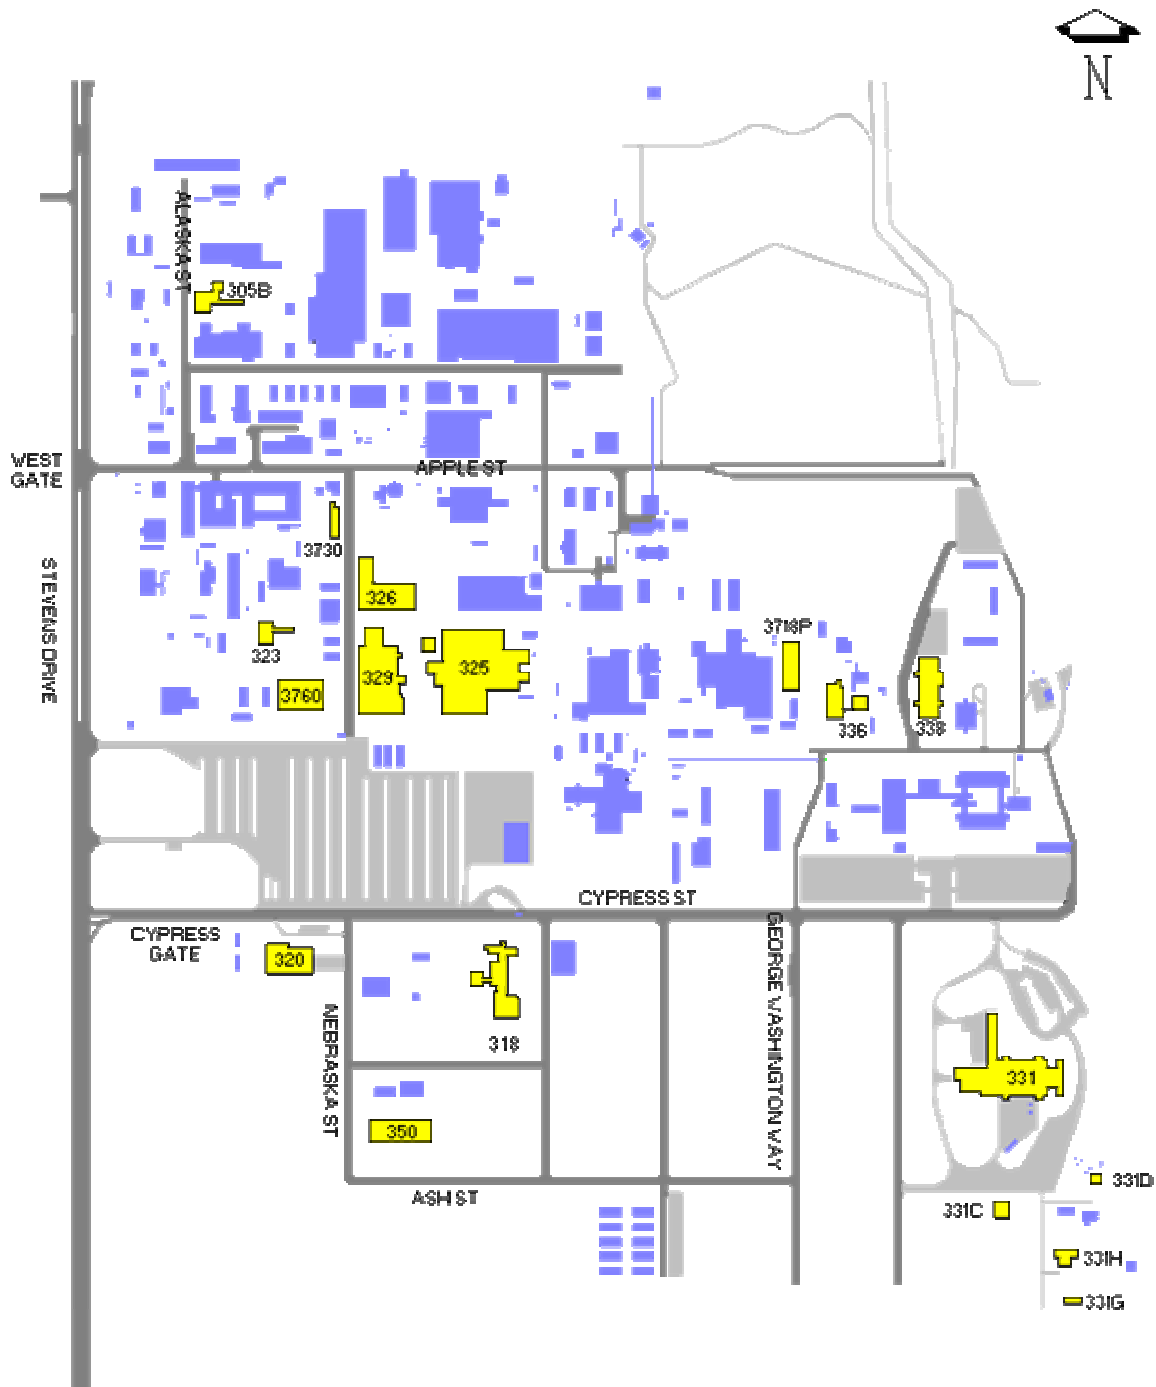 N
ALASKA ST
305B
WEST
GATE
APPLE ST
3730
STEVENS DRIVE
326
323
3718P
329
325
3760
336
338
CYPRESS ST
CYPRESS
GATE
320
GEORGE WASHINGTON WAY
NEBRASKA ST
318
331
350
ASH ST
331D
331C
331H
331G